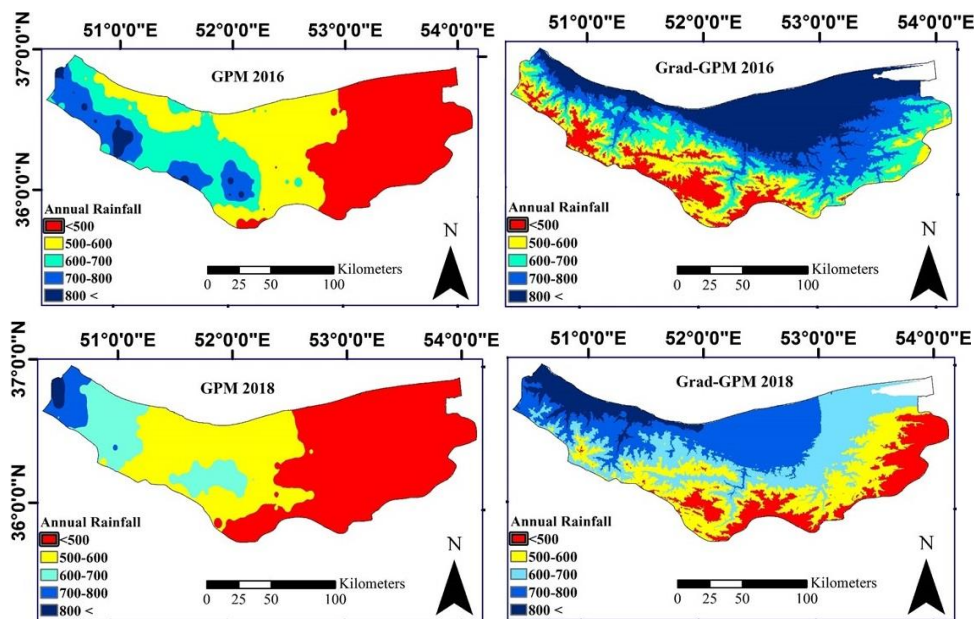 51°0'0"E 52°0'0"E 53°0'0"E 54°0'0"E
37°0'0"N
36°0'0"N
GPM 2016
Annual Rainfall
<500
500-600
600-700
700-800
800 <
N
Kilometers
0 25 50 100
51°0'0"E 52°0'0"E 53°0'0"E 54°0'0"E
Grad-GPM 2016
Annual Rainfall
<500
500-600
600-700
700-800
800 <
N
Kilometers
0 25 50 100
51°0'0"E 52°0'0"E 53°0'0"E 54°0'0"E
37°0'0"N
36°0'0"N
GPM 2018
Annual Rainfall
<500
500-600
600-700
700-800
800 <
N
Kilometers
0 25 50 100
51°0'0"E 52°0'0"E 53°0'0"E 54°0'0"E
Grad-GPM 2018
Annual Rainfall
<500
500-600
600-700
700-800
800 <
N
Kilometers
0 25 50 100